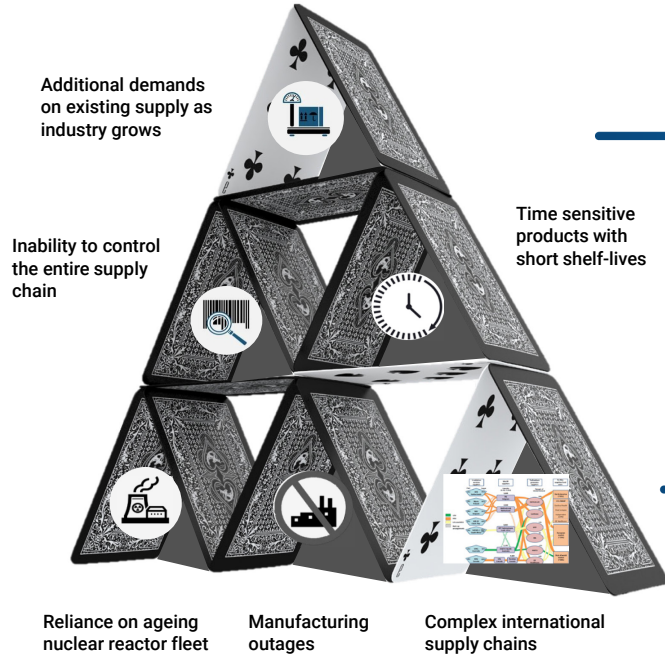 Additional demands
on existing supply as
industry grows
Time sensitive
products with
short shelf-lives
Inability to control
the entire supply
chain
Reliance on ageing
nuclear reactor fleet
Manufacturing
outages
Complex international
supply chains